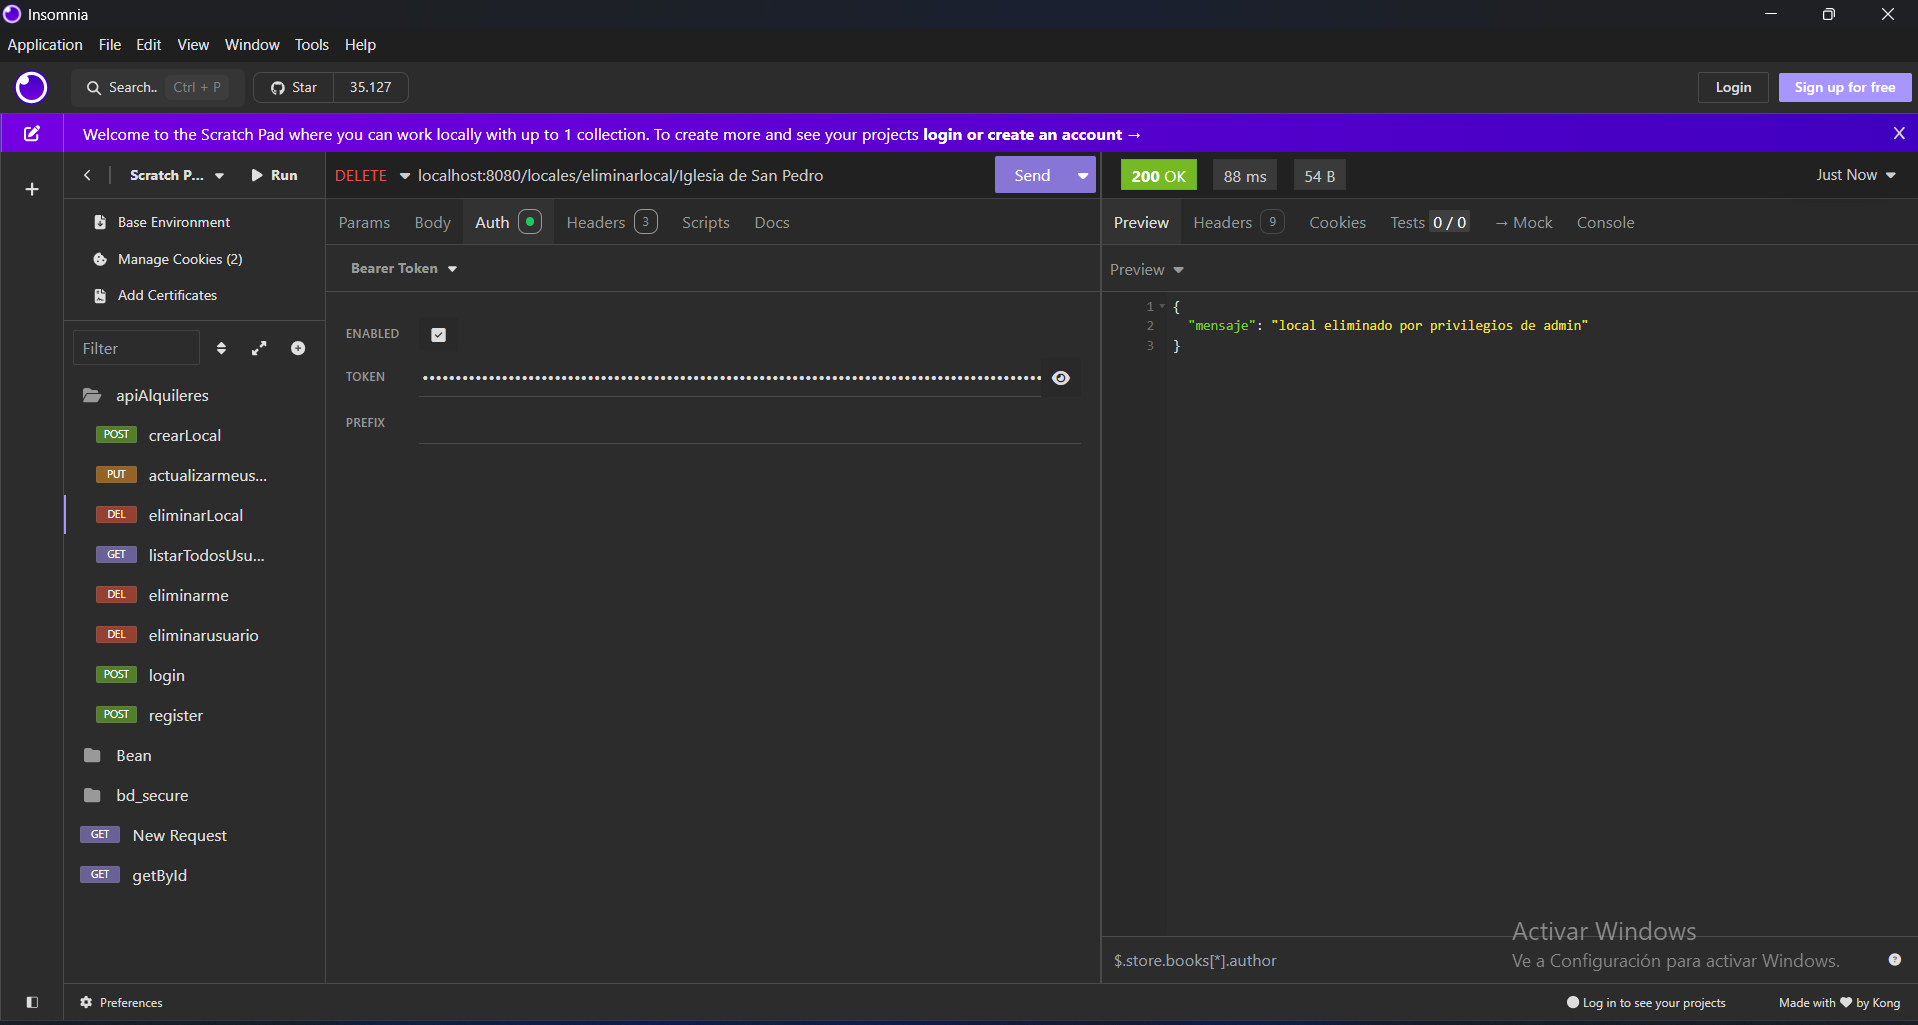 Insomnia
Application File Edit View Window Tools Help
Search.. Ctrl + P Star 35.127 Login Sign up for free
Welcome to the Scratch Pad where you can work locally with up to 1 collection. To create more and see your projects login or create an account → X
Scratch P... Run
DELETE localhost:8080/locales/eliminarlocal/Iglesia de San Pedro Send
200 OK 88 ms 54 B Just Now
Base Environment
Manage Cookies (2)
Add Certificates
Filter
apiAlquileres
POST crearLocal
PUT actualizarmeus...
DEL eliminarLocal
GET listarTodosUsu...
DEL eliminarme
DEL eliminarusuario
POST login
POST register
Bean
bd_secure
GET New Request
GET getById
Params Body Auth Headers 3 Scripts Docs
Bearer Token
ENABLED
TOKEN ••••••••••••••••••••••••••••••••••••••••••••••••••••••••••••••••••••••••••••••••
PREFIX
Preview Headers 9 Cookies Tests 0 / 0 → Mock Console
Preview
1 {
2 "mensaje": "local eliminado por privilegios de admin"
3 }
$.store.books[*].author
Activar Windows
Ve a Configuración para activar Windows.
Preferences
Log in to see your projects Made with ♥ by Kong